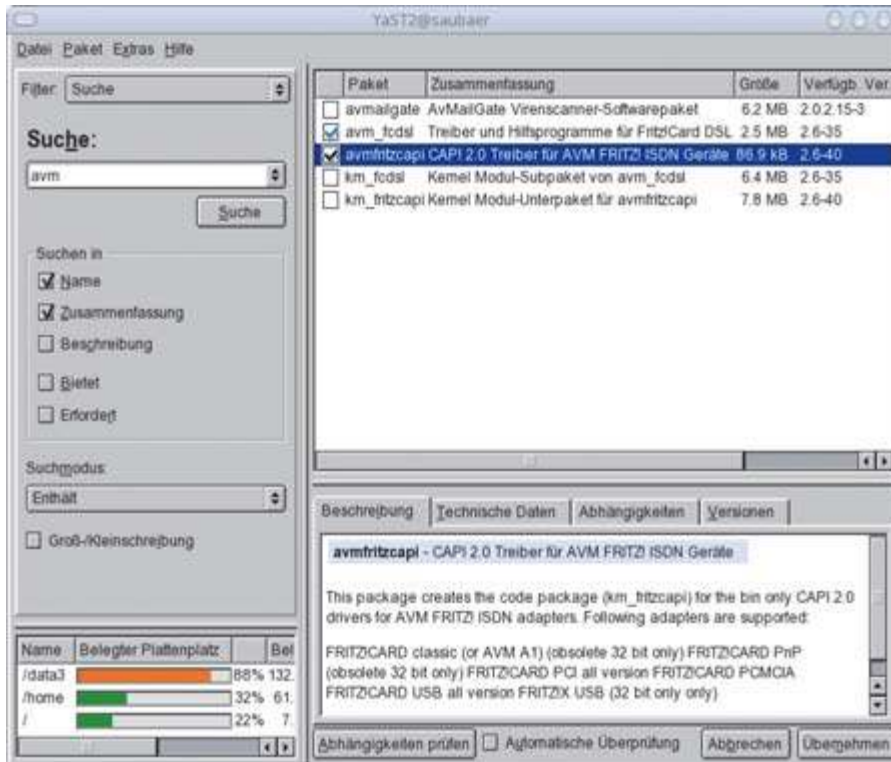 YaST2@saubaer
Datei Paket Extras Hilfe
Filter: Suche
Suche:
avm
Suche
Suchen in
Name
Zusammenfassung
Beschreibung
Bietet
Erfordert
Suchmodus:
Enthält
Groß-/Kleinschreibung
Name Belegter Plattenplatz Bel
/data3 88% 132.
/home 32% 61.
/ 22% 7.
Paket Zusammenfassung Größe Verfügb. Ver.
avmailgate AvMailGate Virenscanner-Softwarepaket 6.2 MB 2.0.2.15-3
avm_fcdsl Treiber und Hilfsprogramme für Fritz!Card DSL 2.5 MB 2.6-35
avmfritzcapi CAPI 2.0 Treiber für AVM FRITZ! ISDN Geräte 86.9 kB 2.6-40
km_fcdsl Kernel Modul-Subpaket von avm_fcdsl 6.4 MB 2.6-35
km_fritzcapi Kernel Modul-Unterpaket für avmfritzcapi 7.8 MB 2.6-40
Beschreibung Technische Daten Abhängigkeiten Versionen
avmfritzcapi - CAPI 2.0 Treiber für AVM FRITZ! ISDN Geräte
This package creates the code package (km_fritzcapi) for the bin only CAPI 2.0
drivers for AVM FRITZ! ISDN adapters. Following adapters are supported:
FRITZ!CARD classic (or AVM A1) (obsolete 32 bit only) FRITZ!CARD PnP
(obsolete 32 bit only) FRITZ!CARD PCI all version FRITZ!CARD PCMCIA
FRITZ!CARD USB all version FRITZ!X USB (32 bit only only)
Abhängigkeiten prüfen Automatische Überprüfung Abbrechen Übernehmen